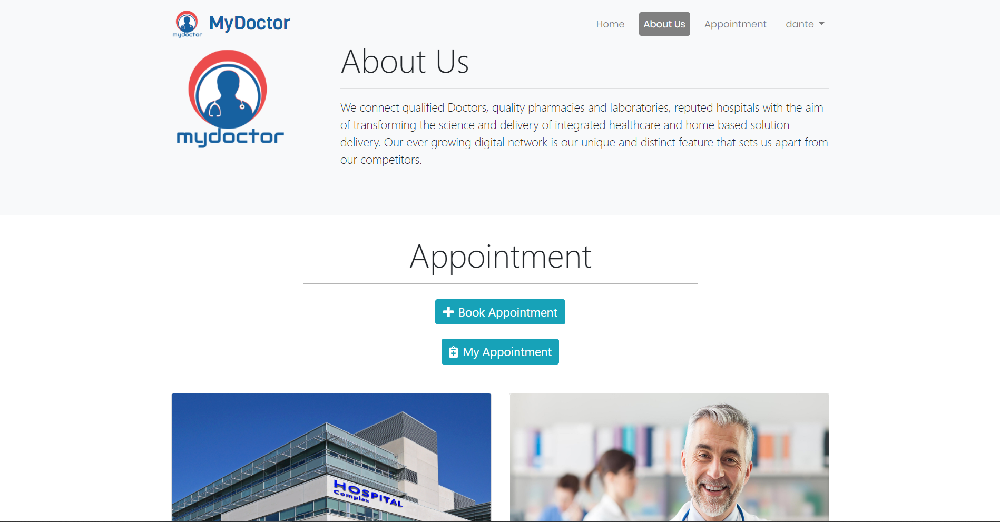 mydoctor
MyDoctor
Home
About Us
Appointment
dante
mydoctor
About Us
We connect qualified Doctors, quality pharmacies and laboratories, reputed hospitals with the aim
of transforming the science and delivery of integrated healthcare and home based solution
delivery. Our ever growing digital network is our unique and distinct feature that sets us apart from
our competitors.
Appointment
Book Appointment
My Appointment
HOSPITAL
Complex